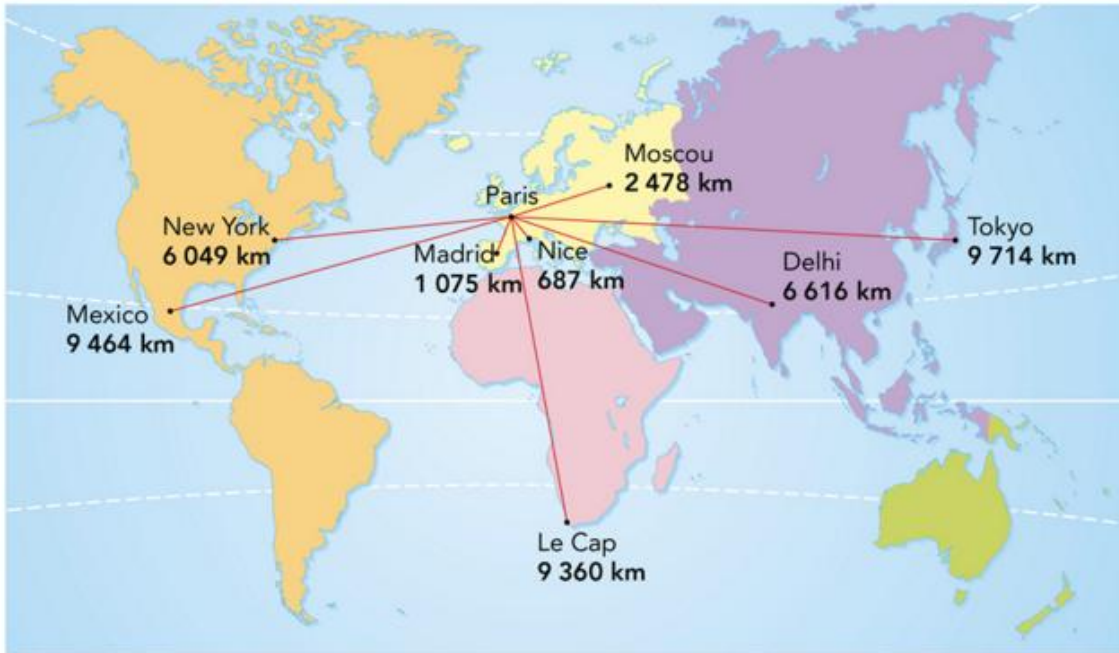 Moscou
2 478 km
Paris
New York
6 049 km
Madrid
1 075 km
Nice
687 km
Delhi
6 616 km
Tokyo
9 714 km
Mexico
9 464 km
Le Cap
9 360 km